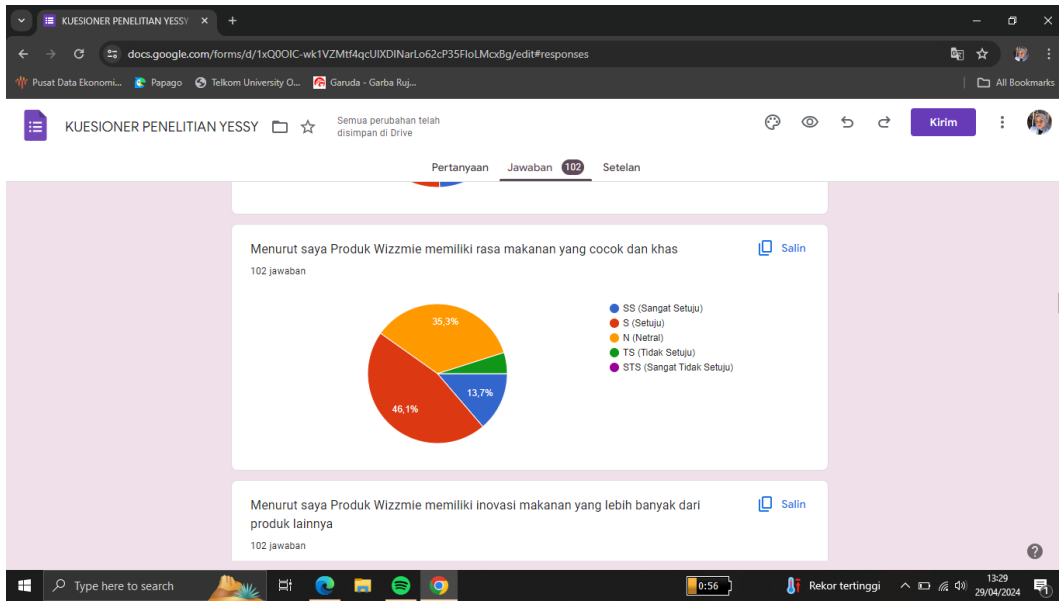 KUESIONER PENELITIAN YESSY
docs.google.com/forms/d/1xQ0OIC-wk1VZMtf4qcUlXDINarLo62cP35FIoLMcxBg/edit#responses
Pusat Data Ekonomi... Papago Telkom University O... Garuda - Garba Ruj... All Bookmarks
KUESIONER PENELITIAN YESSY
Semua perubahan telah
disimpan di Drive
Kirim
Pertanyaan Jawaban 102 Setelan
Menurut saya Produk Wizzmie memiliki rasa makanan yang cocok dan khas
Salin
102 jawaban
SS (Sangat Setuju)
S (Setuju)
N (Netral)
TS (Tidak Setuju)
STS (Sangat Tidak Setuju)
35,3%
13,7%
46,1%
Menurut saya Produk Wizzmie memiliki inovasi makanan yang lebih banyak dari
produk lainnya
Salin
102 jawaban
Type here to search
0:56
Rekor tertinggi
13:29
29/04/2024
1